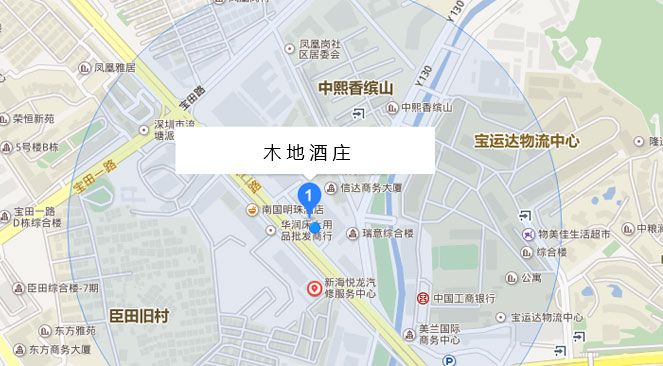 凤凰岗社
区居委会
Y130
凤凰雅居
宝田路
中熙香缤山
Y130
中熙香缤山
荣恒新苑
深圳市流
塘派
5号楼B栋
宝运达物流中心
木地酒庄
宝田一路
信达商务大厦
1
南国明珠酒店
宝田一路
D栋综合楼
华润床上用
品批发商行
瑞意综合楼
物美佳生活超市
综合楼
中粮
公寓
臣田综合楼-7期
新海悦龙汽
修服务中心
中国工商银行
臣田旧村
宝运达物流中心
东方雅苑
美兰国际
商务中心
东方商务大厦
P